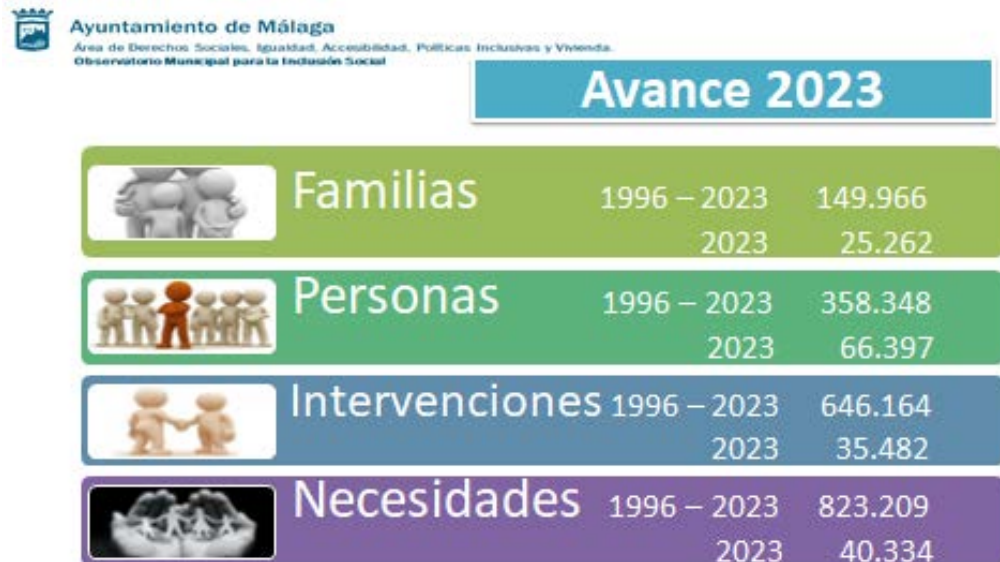 Ayuntamiento de Málaga
Área de Derechos Sociales, Igualdad, Accesibilidad, Políticas Inclusivas y Vivienda.
Observatorio Municipal para la Inclusión Social
Avance 2023
Familias 1996 – 2023 149.966
2023 25.262
Personas 1996 – 2023 358.348
2023 66.397
Intervenciones 1996 – 2023 646.164
2023 35.482
Necesidades 1996 – 2023 823.209
2023 40.334